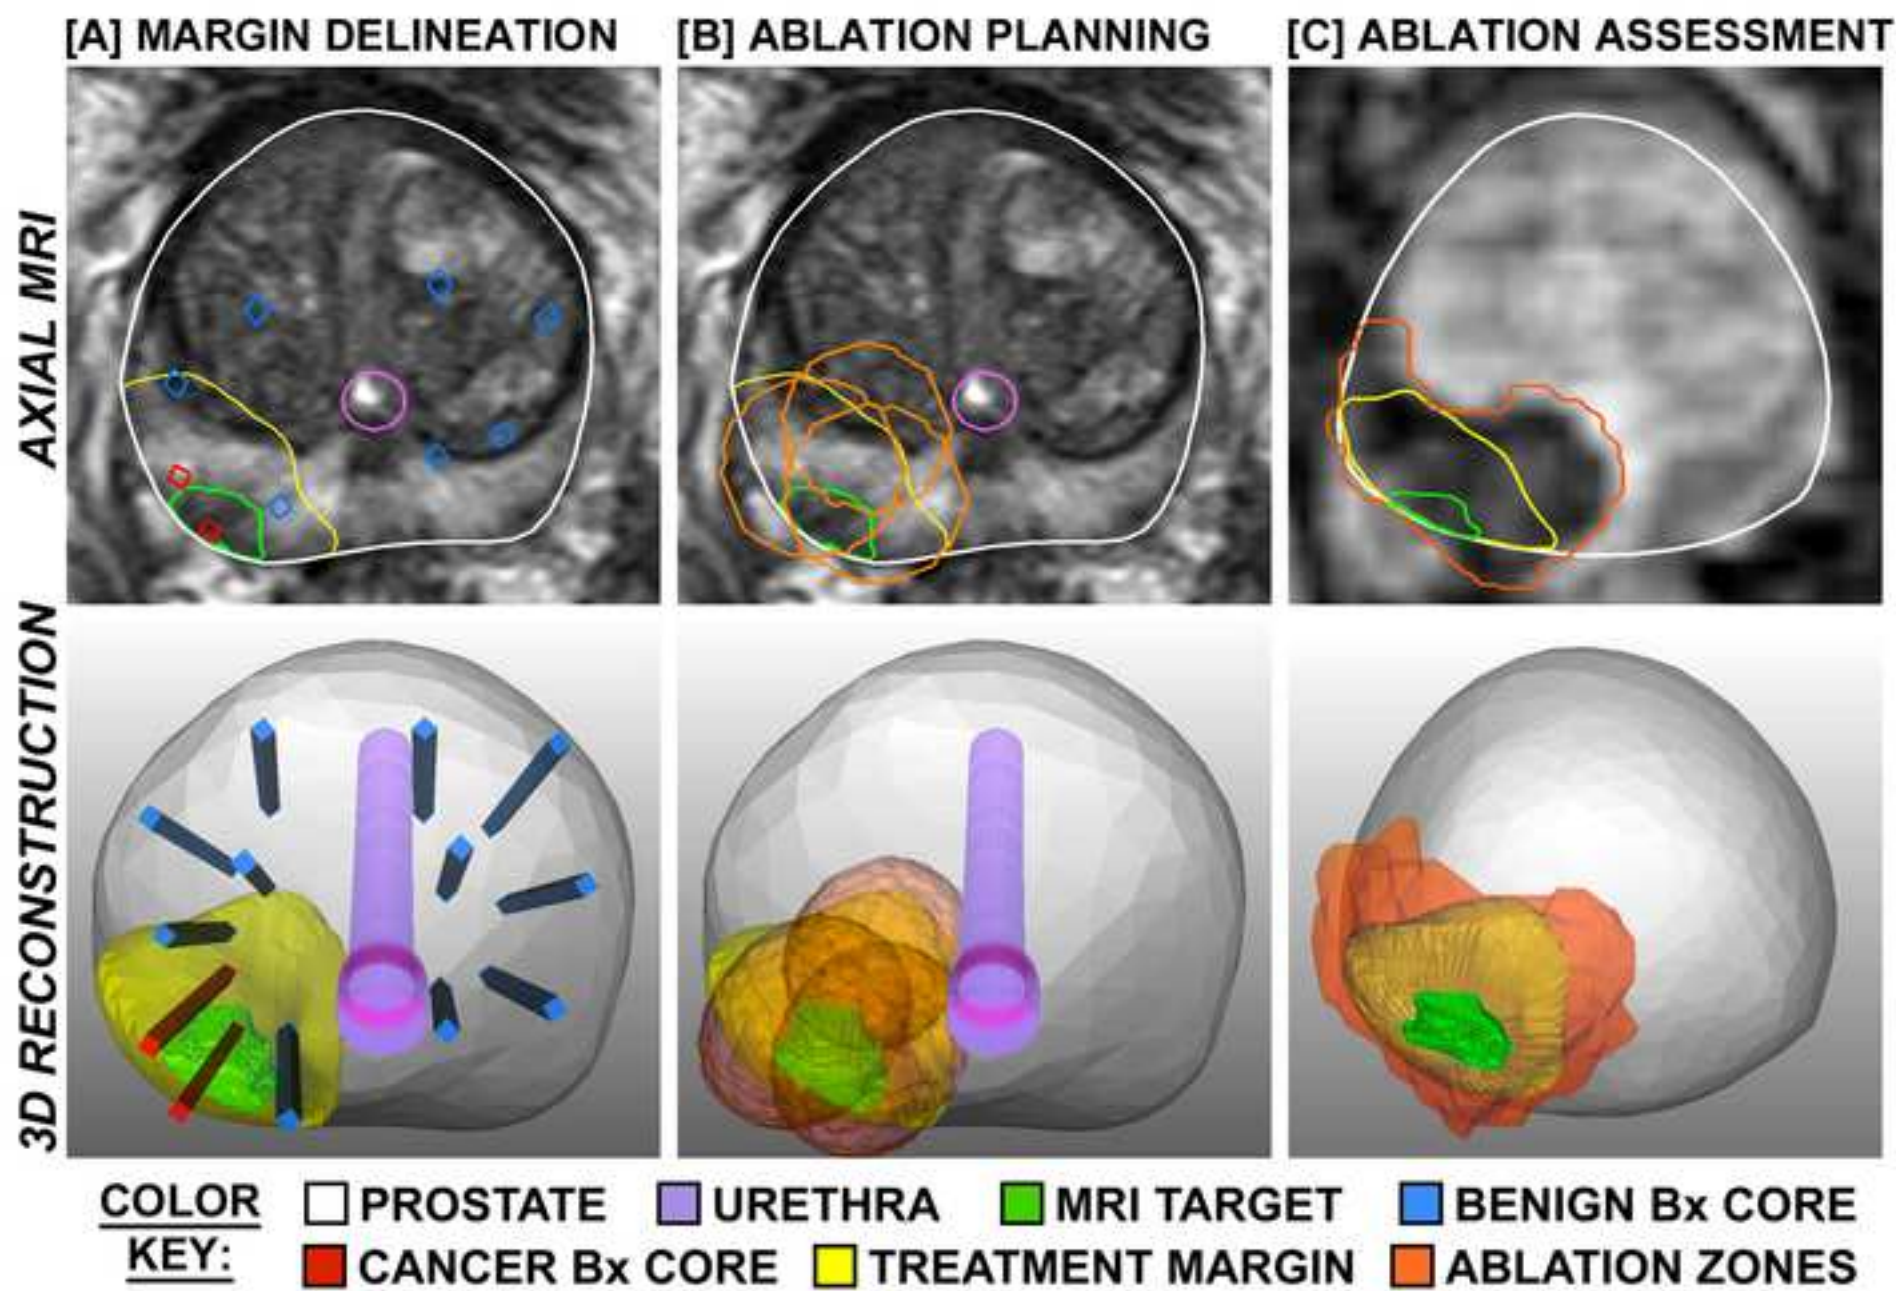 [A] MARGIN DELINEATION
[B] ABLATION PLANNING
[C] ABLATION ASSESSMENT
AXIAL MRI
3D RECONSTRUCTION
COLOR KEY:
PROSTATE
URETHRA
MRI TARGET
BENIGN Bx CORE
CANCER Bx CORE
TREATMENT MARGIN
ABLATION ZONES